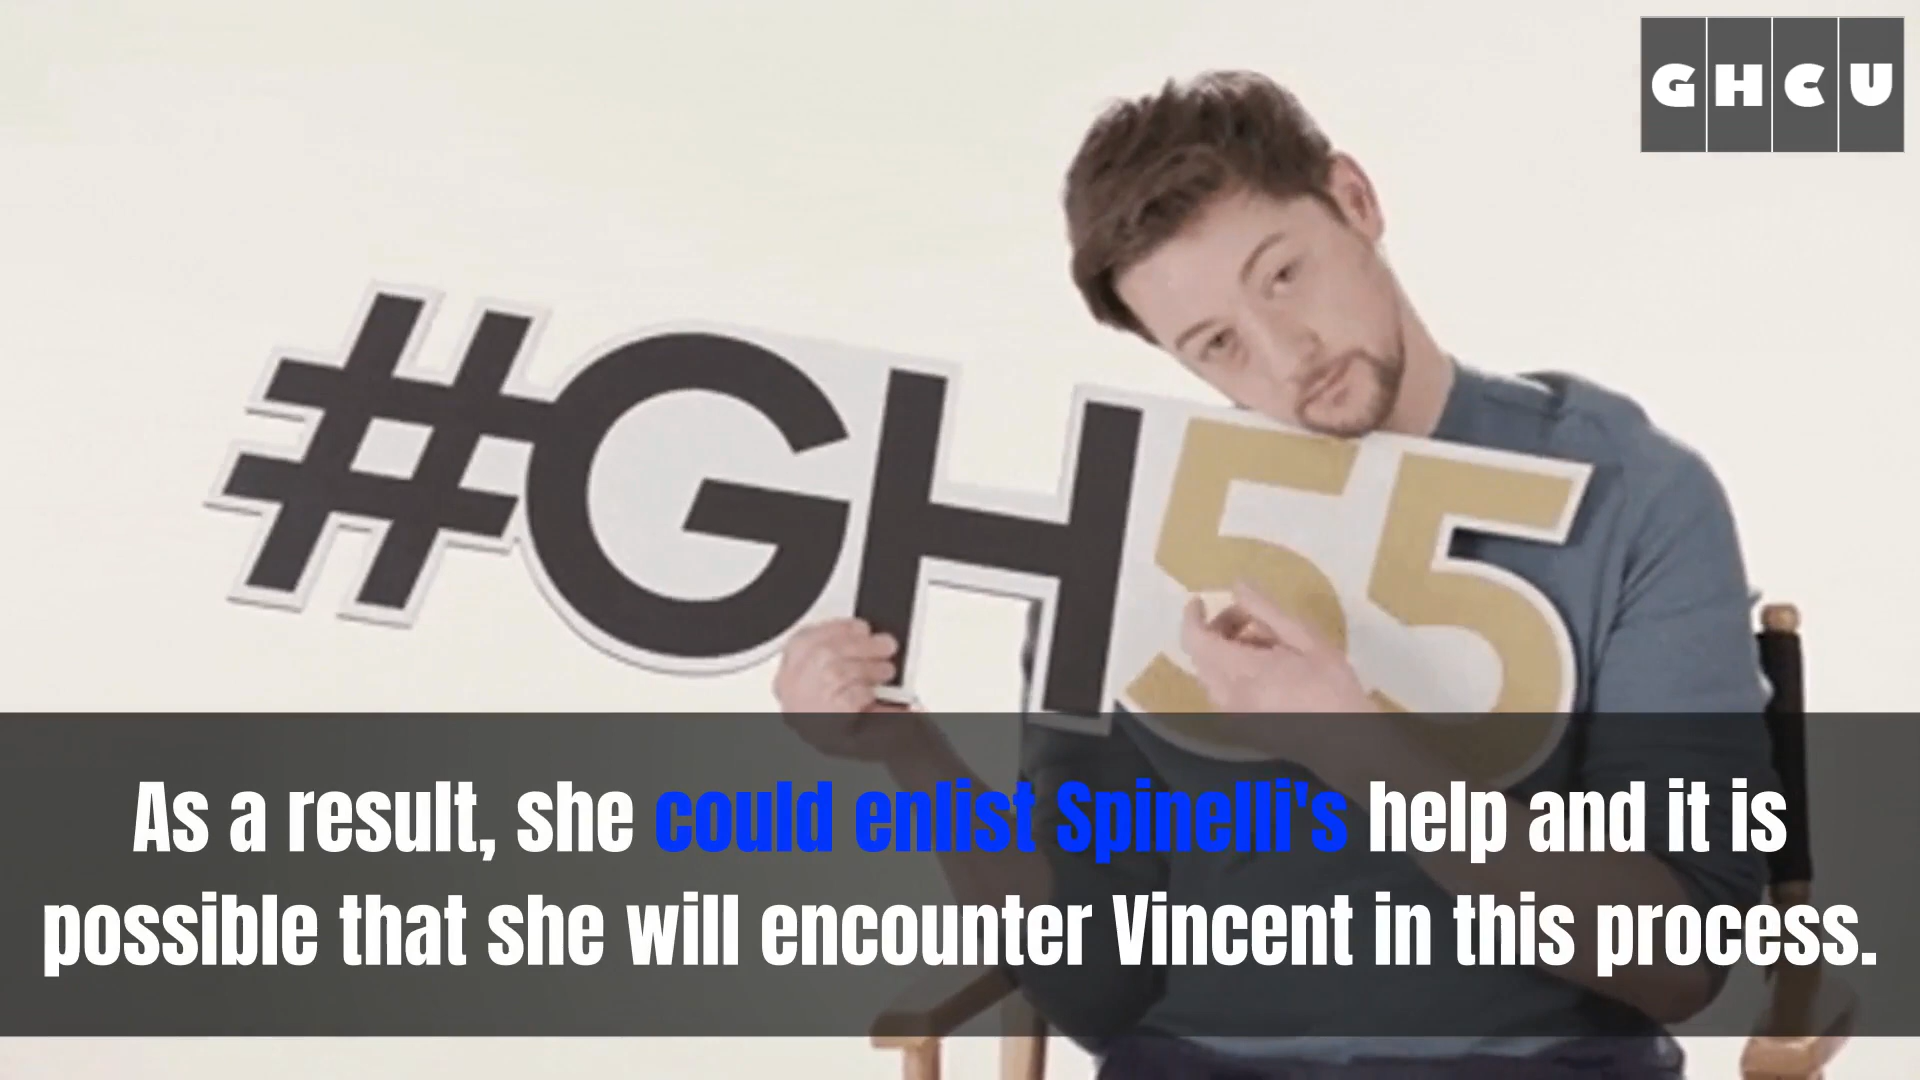 GHCU
#GH55
As a result, she could enlist Spinelli's help and it is
possible that she will encounter Vincent in this process.